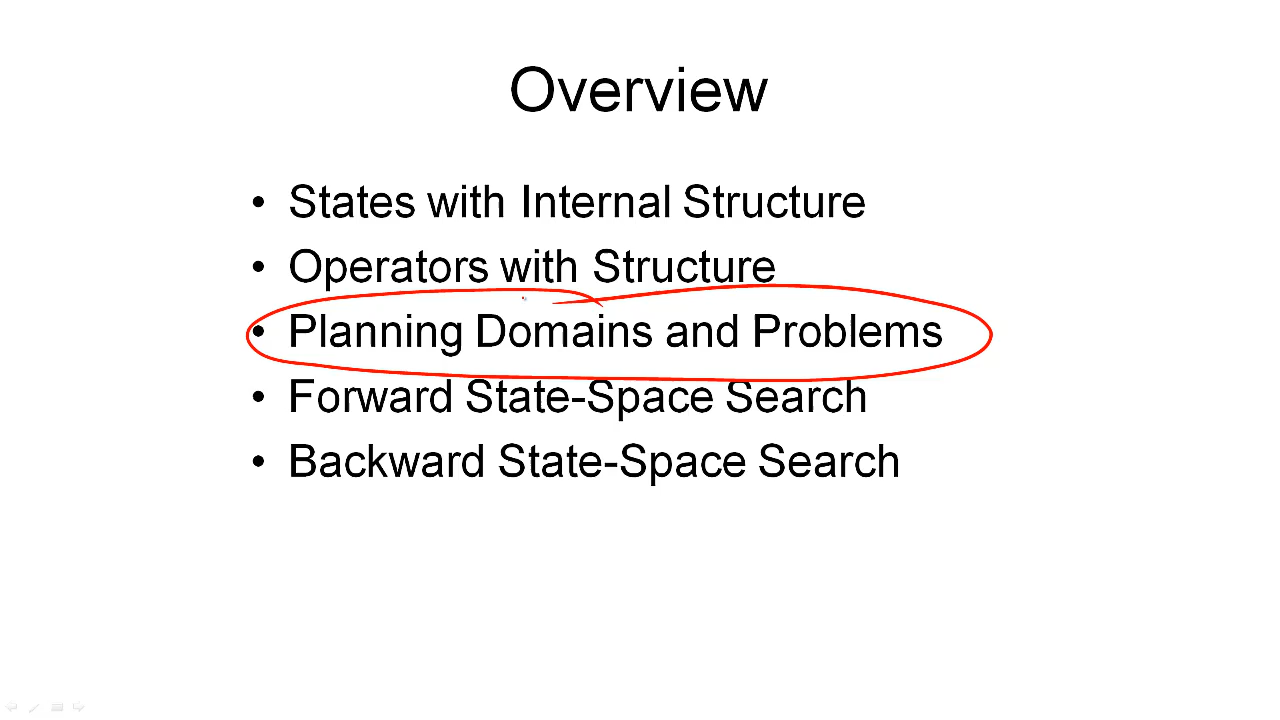 Overview
• States with Internal Structure
• Operators with Structure
• Planning Domains and Problems
• Forward State-Space Search
• Backward State-Space Search